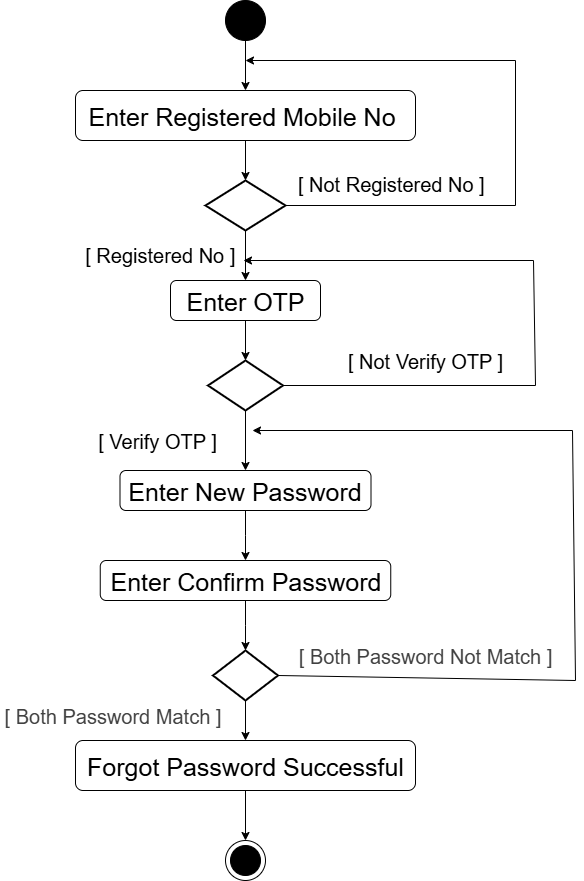 Enter Registered Mobile No
[ Not Registered No ]
[ Registered No ]
Enter OTP
[ Not Verify OTP ]
[ Verify OTP ]
Enter New Password
Enter Confirm Password
[ Both Password Not Match ]
[ Both Password Match ]
Forgot Password Successful